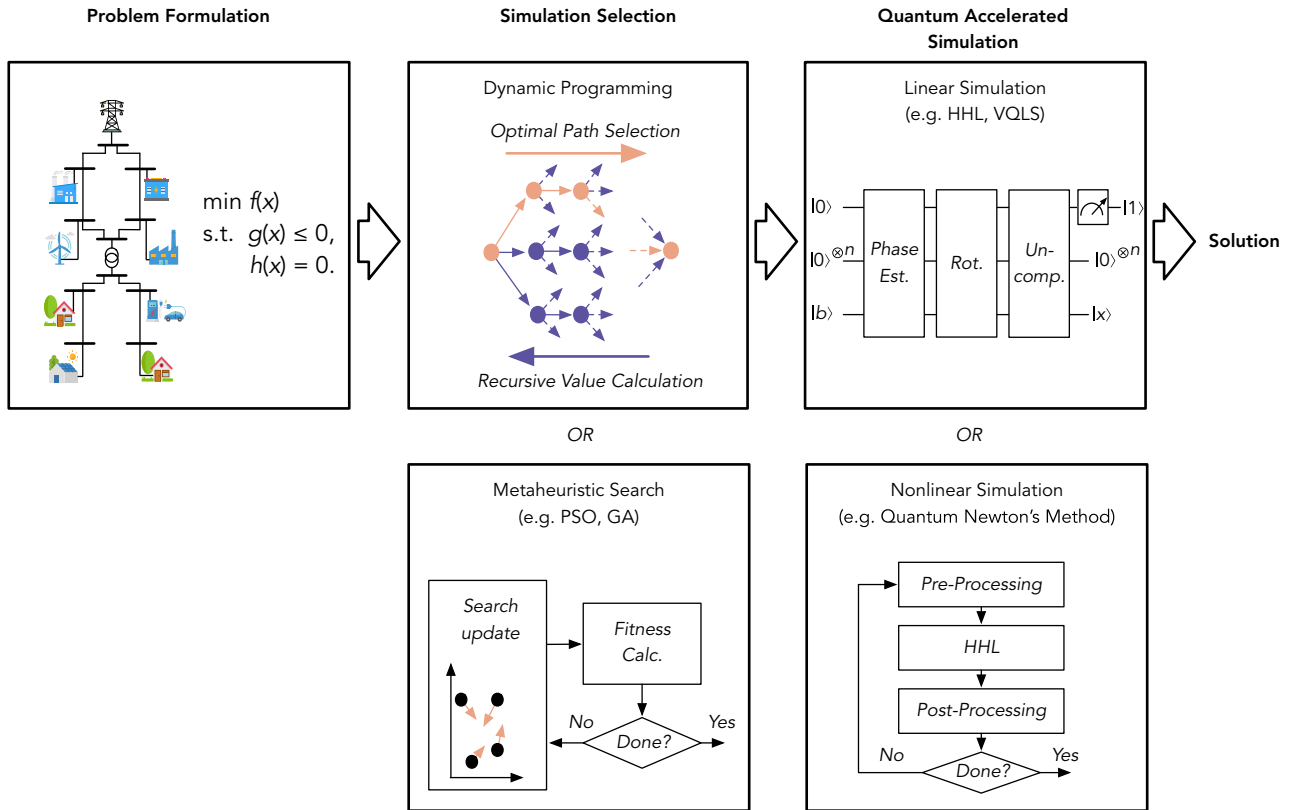 Problem Formulation
Simulation Selection
Quantum Accelerated
Simulation
min f(x)
s.t. g(x) ≤ 0,
h(x) = 0.
Dynamic Programming
Optimal Path Selection
Recursive Value Calculation
Linear Simulation
(e.g. HHL, VQLS)
|0⟩
|1⟩
|0⟩⊗n
Phase
Est.
Rot.
Un-
comp.
|0⟩⊗n
|b⟩
|x⟩
Solution
OR
OR
Metaheuristic Search
(e.g. PSO, GA)
Search
update
Fitness
Calc.
No
Done?
Yes
Nonlinear Simulation
(e.g. Quantum Newton's Method)
Pre-Processing
HHL
Post-Processing
No
Done?
Yes